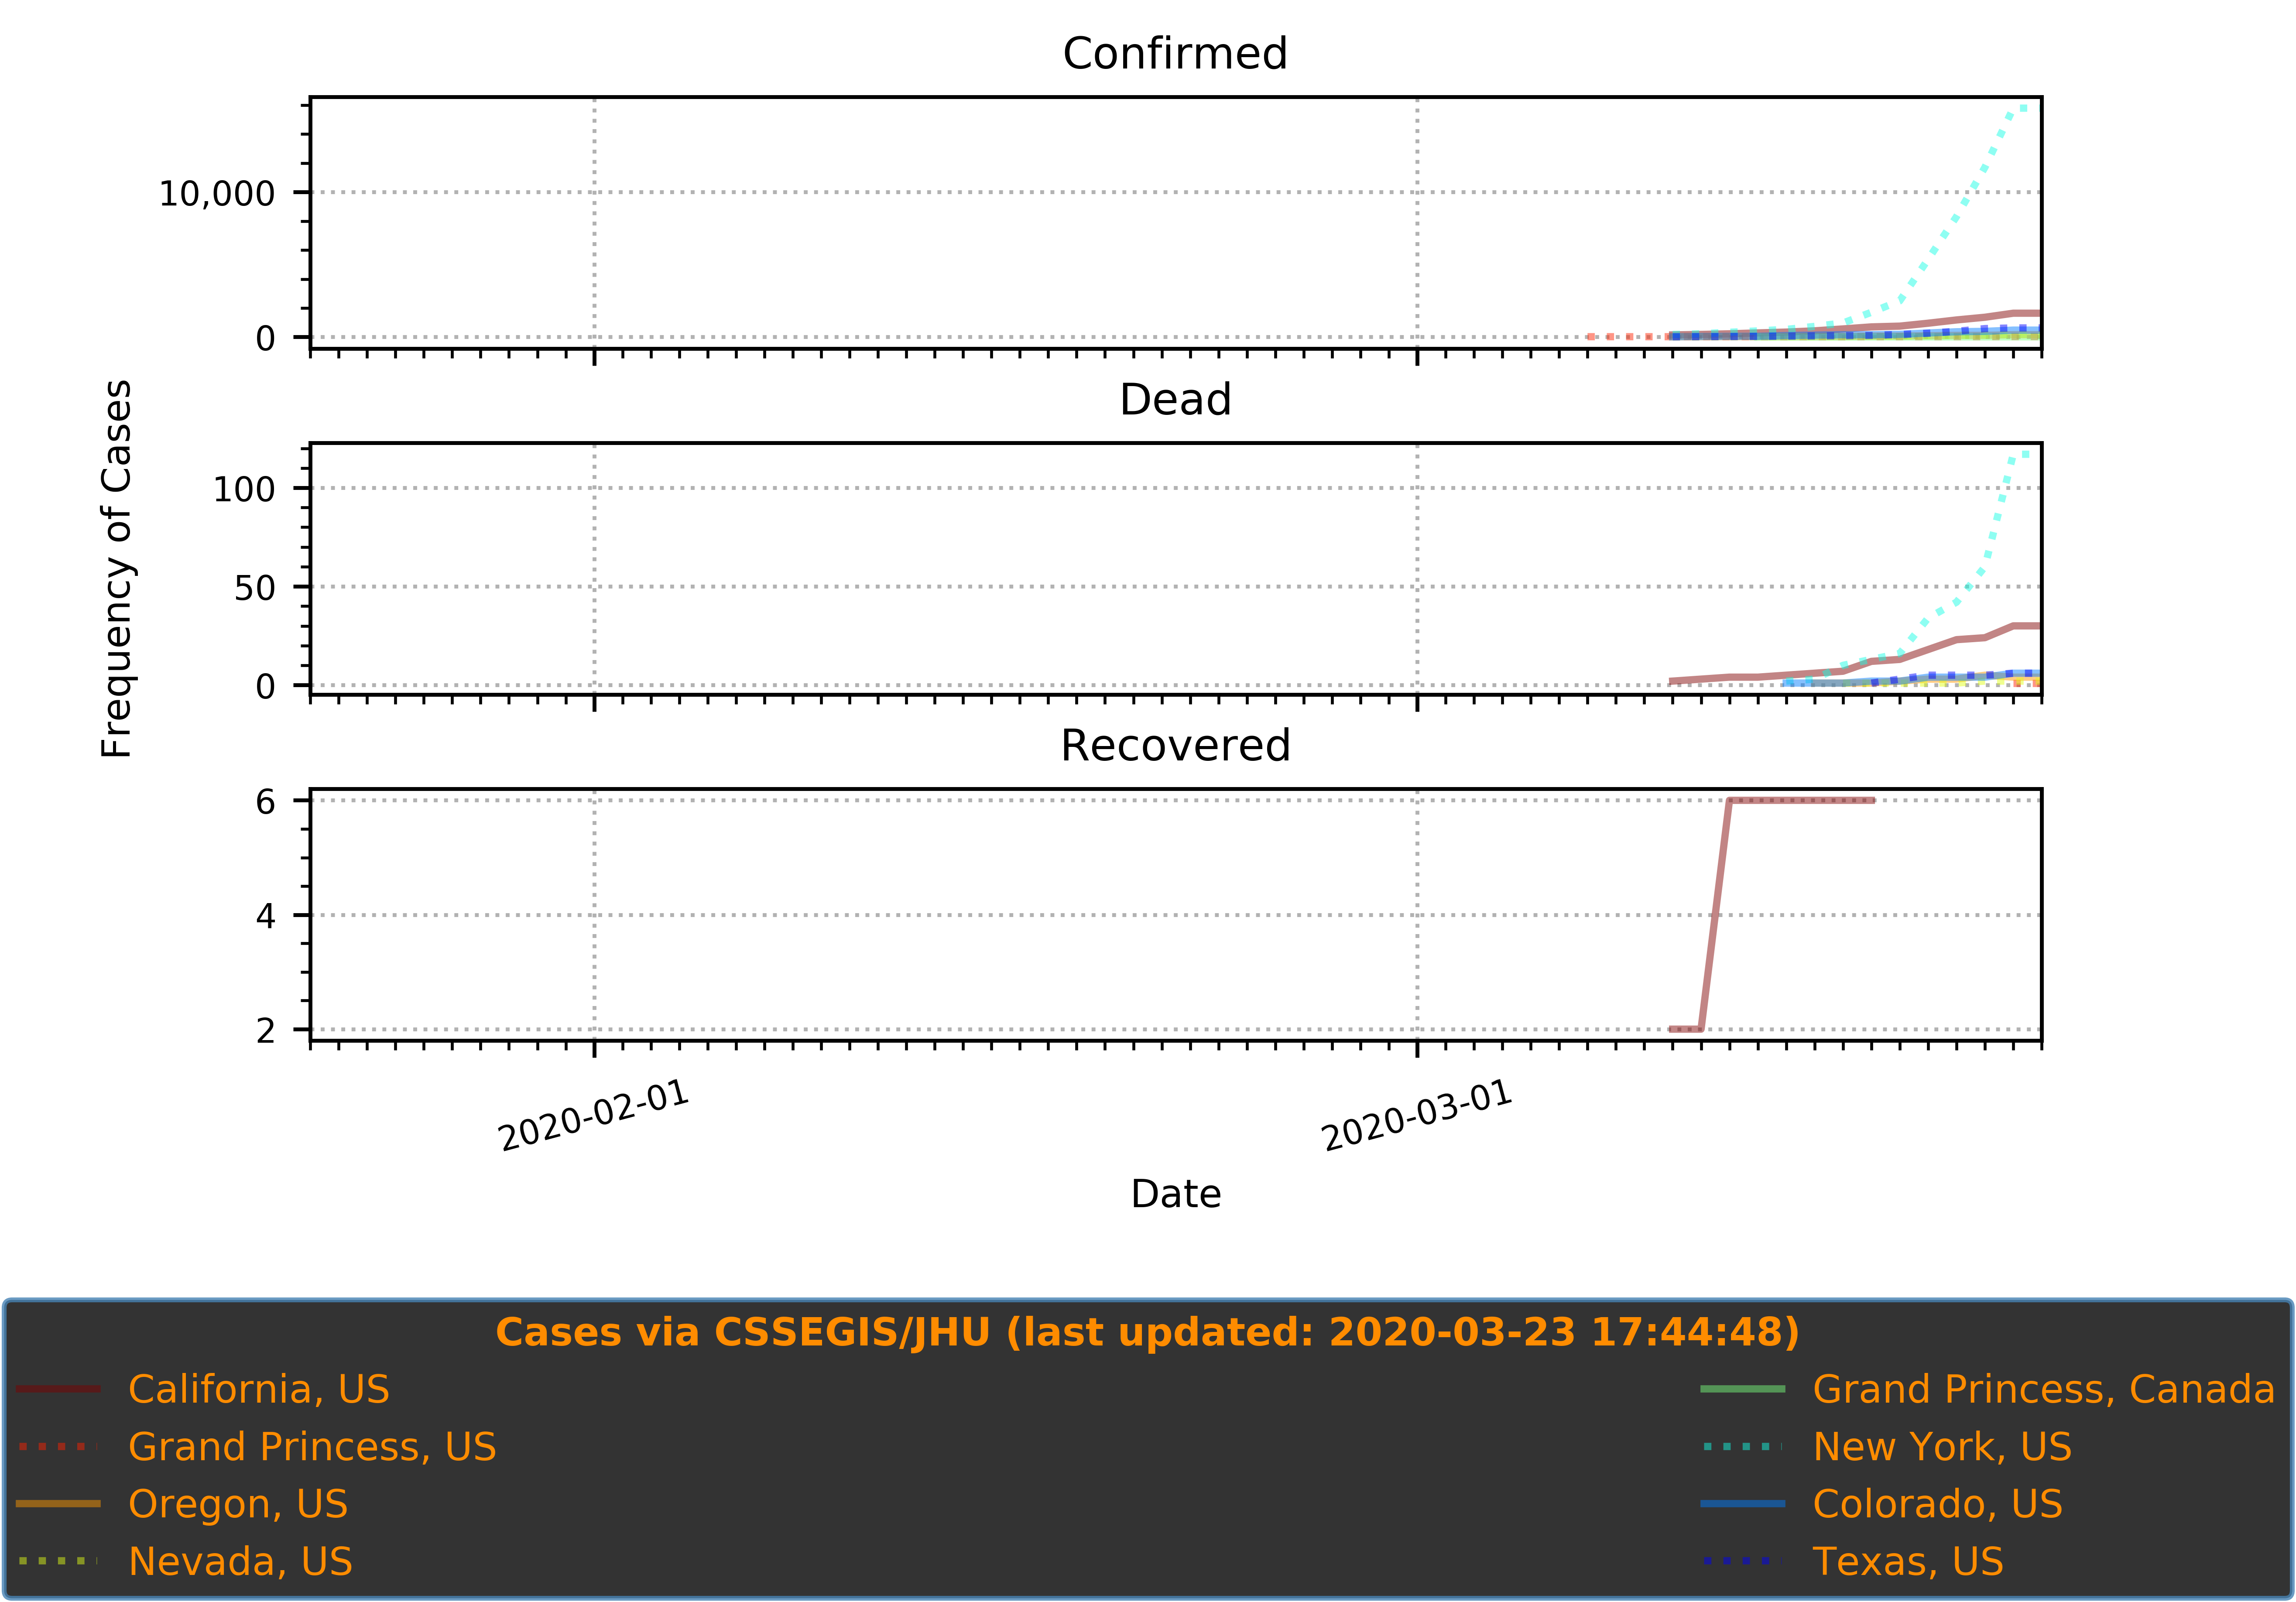 Confirmed
10,000
0
Dead
100
50
0
Recovered
6
4
2
Frequency of Cases
2020-02-01
2020-03-01
Date
Cases via CSSEGIS/JHU (last updated: 2020-03-23 17:44:48)
California, US
Grand Princess, US
Oregon, US
Nevada, US
Grand Princess, Canada
New York, US
Colorado, US
Texas, US